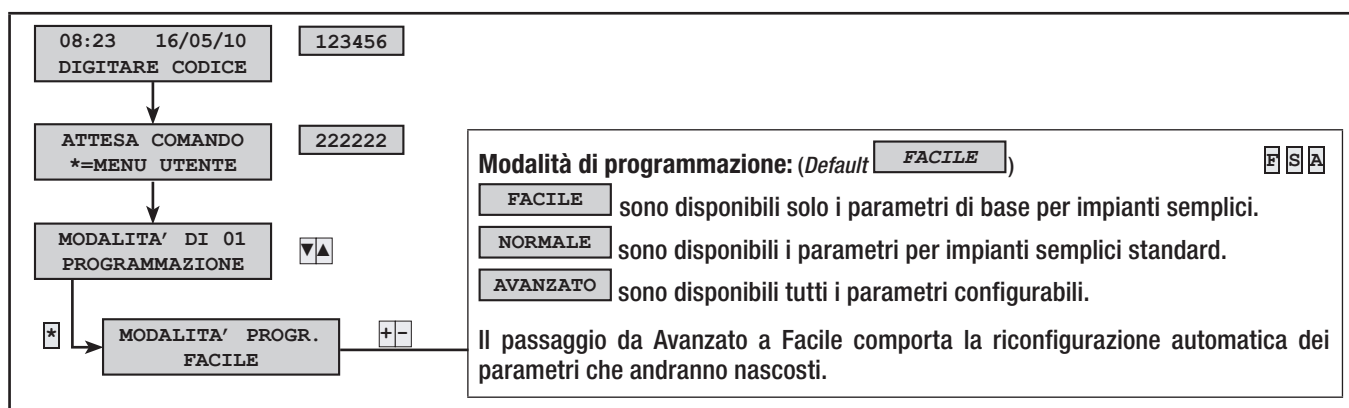 08:23 16/05/10
DIGITARE CODICE
123456
ATTESA COMANDO
*=MENU UTENTE
222222
MODALITA’ DI 01
PROGRAMMAZIONE
▼▲
*
MODALITA’ PROGR.
FACILE
+-
Modalità di programmazione: (Default FACILE) F S A
FACILE sono disponibili solo i parametri di base per impianti semplici.
NORMALE sono disponibili i parametri per impianti semplici standard.
AVANZATO sono disponibili tutti i parametri configurabili.
Il passaggio da Avanzato a Facile comporta la riconfigurazione automatica dei
parametri che andranno nascosti.